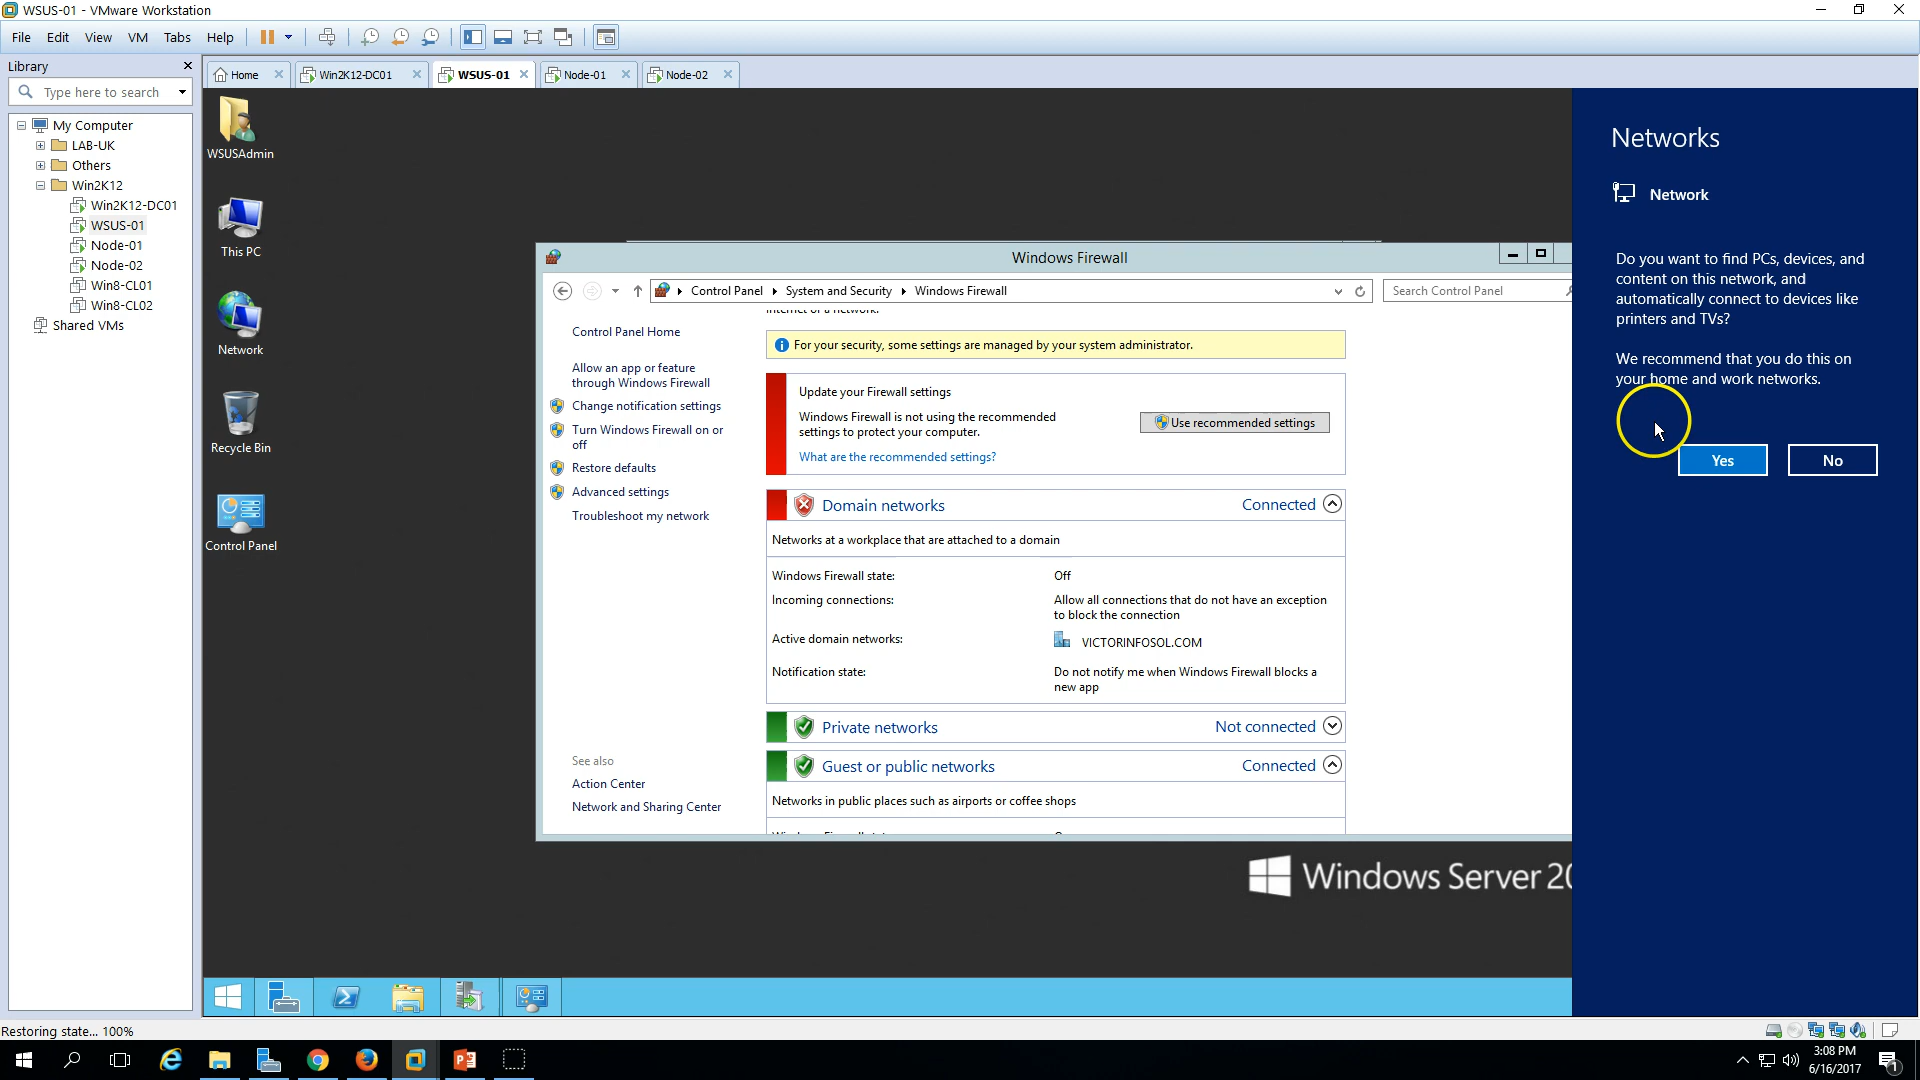 WSUS-01 - VMware Workstation
File Edit View VM Tabs Help
Library
Type here to search
My Computer
LAB-UK
Others
Win2K12
Win2K12-DC01
WSUS-01
Node-01
Node-02
Win8-CL01
Win8-CL02
Shared VMs
Home Win2K12-DC01 WSUS-01 Node-01 Node-02
WSUSAdmin
This PC
Network
Recycle Bin
Control Panel
Windows Firewall
Control Panel System and Security Windows Firewall
Search Control Panel
Control Panel Home
Allow an app or feature
through Windows Firewall
Change notification settings
Turn Windows Firewall on or
off
Restore defaults
Advanced settings
Troubleshoot my network
See also
Action Center
Network and Sharing Center
internet or a network.
For your security, some settings are managed by your system administrator.
Update your Firewall settings
Windows Firewall is not using the recommended
settings to protect your computer.
Use recommended settings
What are the recommended settings?
Domain networks Connected
Networks at a workplace that are attached to a domain
Windows Firewall state: Off
Incoming connections: Allow all connections that do not have an exception
to block the connection
Active domain networks: VICTORINFOSOL.COM
Notification state: Do not notify me when Windows Firewall blocks a
new app
Private networks Not connected
Guest or public networks Connected
Networks in public places such as airports or coffee shops
Windows Server 20
Networks
Network
Do you want to find PCs, devices, and
content on this network, and
automatically connect to devices like
printers and TVs?
We recommend that you do this on
your home and work networks.
Yes No
Restoring state... 100%
3:08 PM
6/16/2017
1